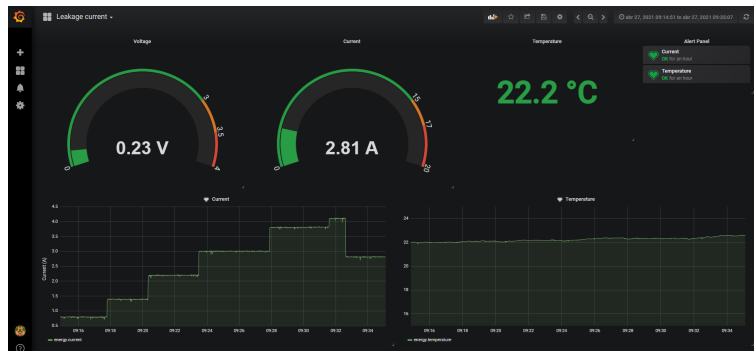 Leakage current
abr 27, 2021 09:14:51 to abr 27, 2021 09:35:07
Voltage
0
3
3.5
4
0.23 V
Current
0
15
17
20
2.81 A
Temperature
22.2 °C
Alert Panel
Current
OK for an hour
Temperature
OK for an hour
Current
Current (A)
4.5
4.0
3.5
3.0
2.5
2.0
1.5
1.0
0.5
09:16 09:18 09:20 09:22 09:24 09:26 09:28 09:30 09:32 09:34
energy.current
Temperature
24
22
20
18
16
09:16 09:18 09:20 09:22 09:24 09:26 09:28 09:30 09:32 09:34
energy.temperature